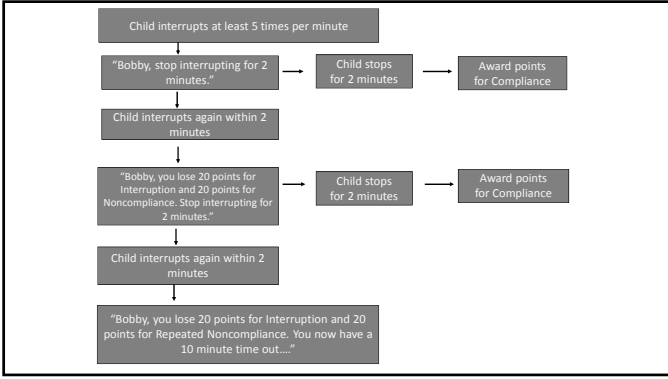 Child interrupts at least 5 times per minute
“Bobby, stop interrupting for 2
minutes.”
Child stops
for 2 minutes
Award points
for Compliance
Child interrupts again within 2
minutes
“Bobby, you lose 20 points for
Interruption and 20 points for
Noncompliance. Stop interrupting for
2 minutes.”
Child stops
for 2 minutes
Award points
for Compliance
Child interrupts again within 2
minutes
“Bobby, you lose 20 points for Interruption and 20
points for Repeated Noncompliance. You now have a
10 minute time out....”